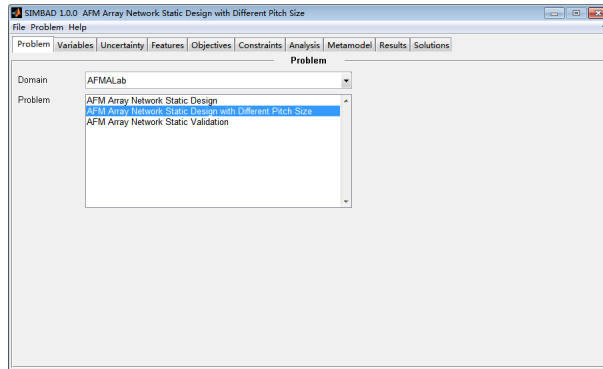 SIMBAD 1.0.0 AFM Array Network Static Design with Different Pitch Size
File Problem Help
Problem Variables Uncertainty Features Objectives Constraints Analysis Metamodel Results Solutions
Problem
Domain AFMALab
Problem AFM Array Network Static Design
AFM Array Network Static Design with Different Pitch Size
AFM Array Network Static Validation